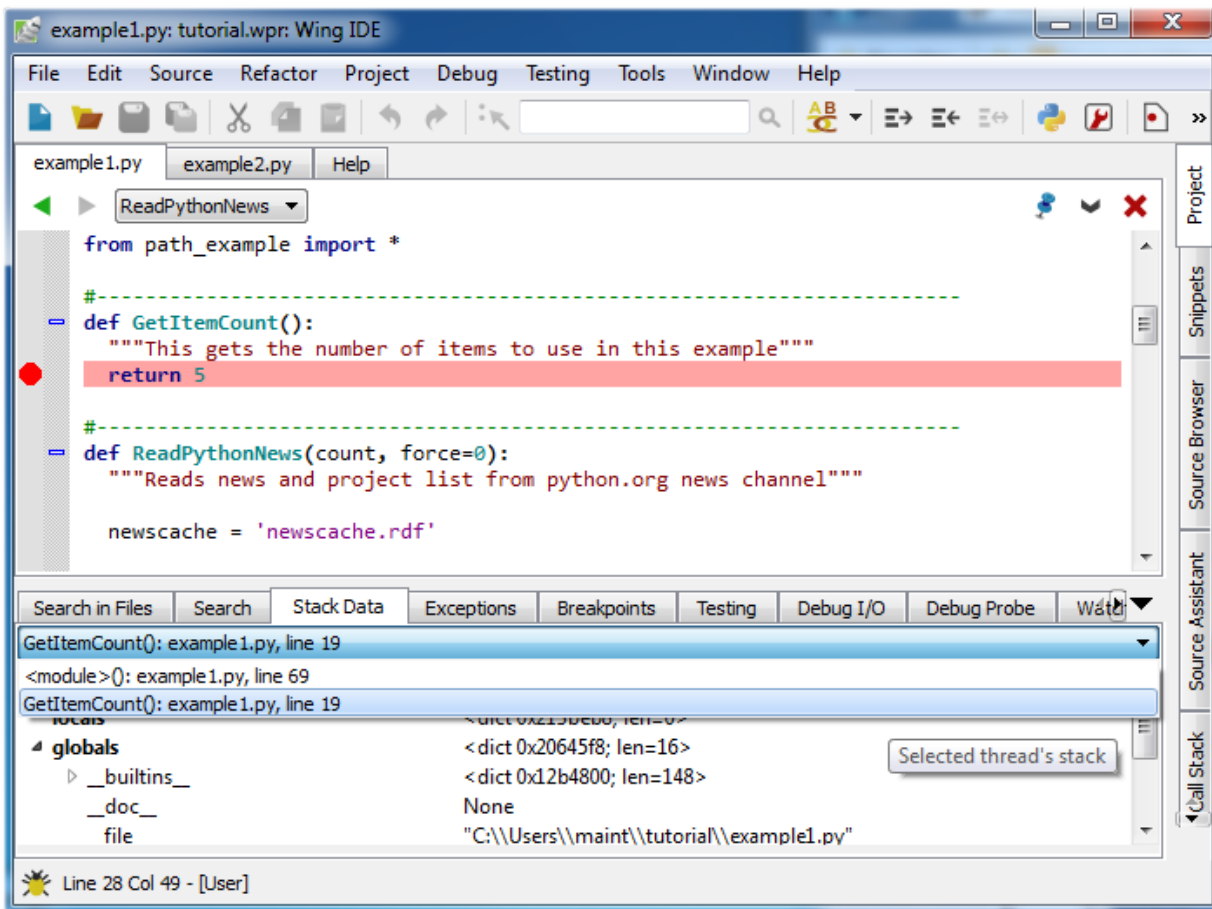 example1.py: tutorial.wpr: Wing IDE
File Edit Source Refactor Project Debug Testing Tools Window Help
example1.py example2.py Help
ReadPythonNews
from path_example import *
#-----------------------------------------------------------------------
def GetItemCount():
"""This gets the number of items to use in this example"""
return 5
#-----------------------------------------------------------------------
def ReadPythonNews(count, force=0):
"""Reads news and project list from python.org news channel"""
newscache = 'newscache.rdf'
Search in Files Search Stack Data Exceptions Breakpoints Testing Debug I/O Debug Probe
GetItemCount(): example1.py, line 19
<module>(): example1.py, line 69
GetItemCount(): example1.py, line 19
locals
globals <dict 0x20645f8; len=16>
__builtins__ <dict 0x12b4800; len=148>
__doc__ None
file "C:\\Users\\maint\\tutorial\\example1.py"
Selected thread's stack
Line 28 Col 49 - [User]
Project
Snippets
Source Browser
Source Assistant
Call Stack